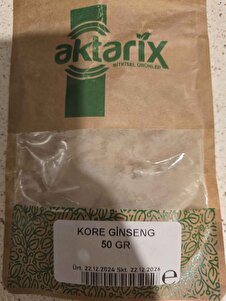 aktarix
BİTKİSEL ÜRÜNLER
KORE GİNSENG
50 GR
Ürt. 22.12.2024 Skt. 22.12.2026 ℮